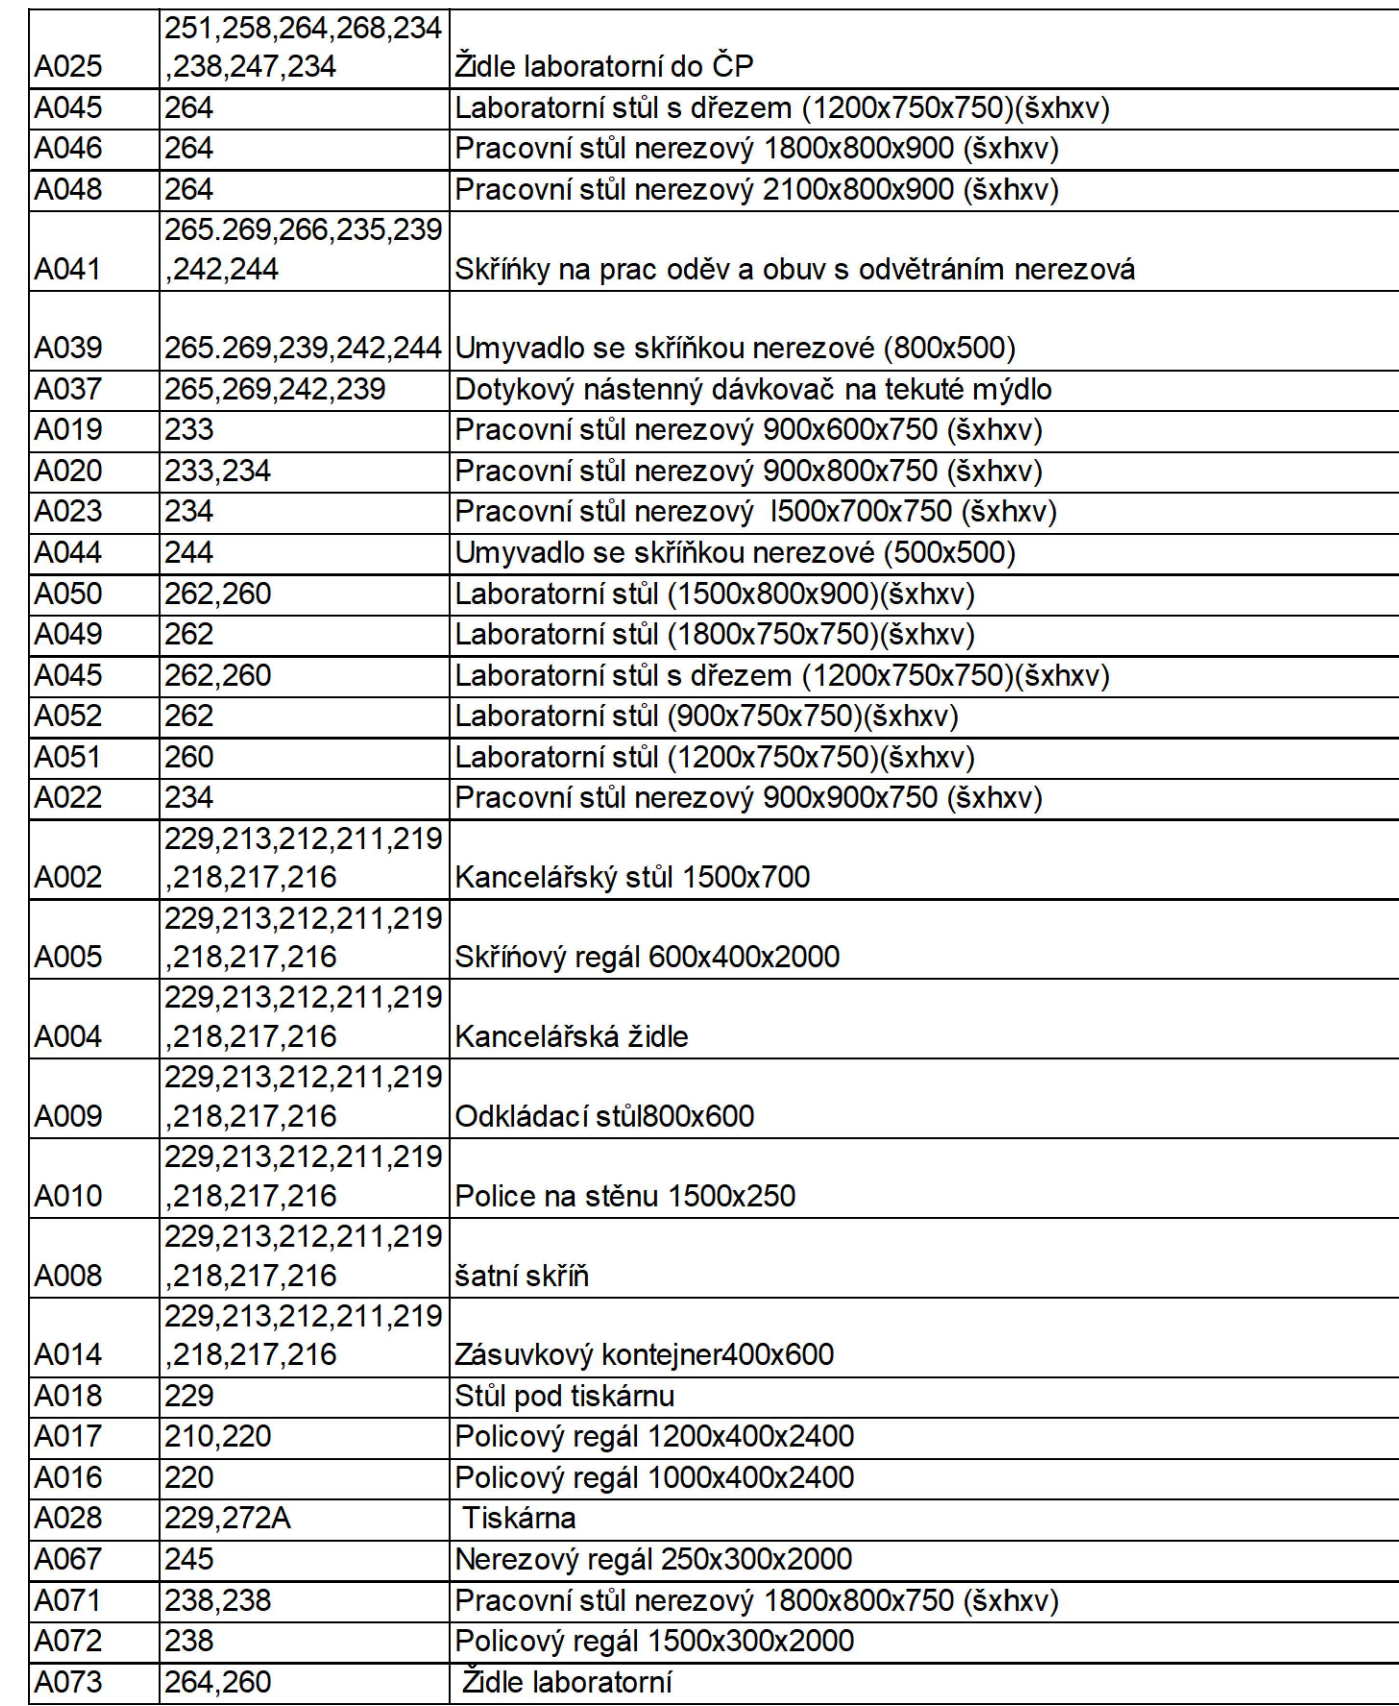 251,258,264,268,234
A025 ,238,247,234 Židle laboratorní do ČP
A045 264 Laboratorní stůl s dřezem (1200x750x750)(šxhxv)
A046 264 Pracovní stůl nerezový 1800x800x900 (šxhxv)
A048 264 Pracovní stůl nerezový 2100x800x900 (šxhxv)
265.269,266,235,239
A041 ,242,244 Skříńky na prac oděv a obuv s odvětráním nerezová
A039 265.269,239,242,244 Umyvadlo se skříňkou nerezové (800x500)
A037 265,269,242,239 Dotykový nástenný dávkovač na tekuté mýdlo
A019 233 Pracovní stůl nerezový 900x600x750 (šxhxv)
A020 233,234 Pracovní stůl nerezový 900x800x750 (šxhxv)
A023 234 Pracovní stůl nerezový l500x700x750 (šxhxv)
A044 244 Umyvadlo se skříňkou nerezové (500x500)
A050 262,260 Laboratorní stůl (1500x800x900)(šxhxv)
A049 262 Laboratorní stůl (1800x750x750)(šxhxv)
A045 262,260 Laboratorní stůl s dřezem (1200x750x750)(šxhxv)
A052 262 Laboratorní stůl (900x750x750)(šxhxv)
A051 260 Laboratorní stůl (1200x750x750)(šxhxv)
A022 234 Pracovní stůl nerezový 900x900x750 (šxhxv)
229,213,212,211,219
A002 ,218,217,216 Kancelářský stůl 1500x700
229,213,212,211,219
A005 ,218,217,216 Skříńový regál 600x400x2000
229,213,212,211,219
A004 ,218,217,216 Kancelářská židle
229,213,212,211,219
A009 ,218,217,216 Odkládací stůl800x600
229,213,212,211,219
A010 ,218,217,216 Police na stěnu 1500x250
229,213,212,211,219
A008 ,218,217,216 šatní skříň
229,213,212,211,219
A014 ,218,217,216 Zásuvkový kontejner400x600
A018 229 Stůl pod tiskárnu
A017 210,220 Policový regál 1200x400x2400
A016 220 Policový regál 1000x400x2400
A028 229,272A Tiskárna
A067 245 Nerezový regál 250x300x2000
A071 238,238 Pracovní stůl nerezový 1800x800x750 (šxhxv)
A072 238 Policový regál 1500x300x2000
A073 264,260 Židle laboratorní